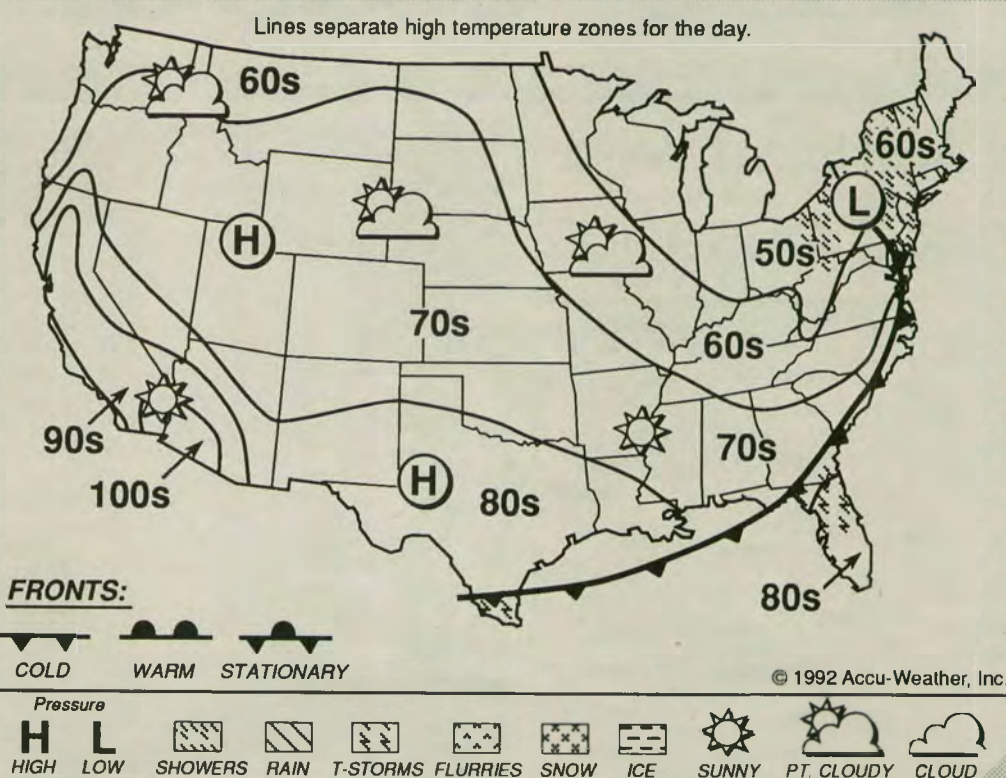 Lines separate high temperature zones for the day.
60s
60s
L
H
50s
70s
60s
90s
70s
100s
H
80s
80s
FRONTS:
COLD WARM STATIONARY
© 1992 Accu-Weather, Inc.
Pressure
H L
HIGH LOW SHOWERS RAIN T-STORMS FLURRIES SNOW ICE SUNNY PT. CLOUDY CLOUD